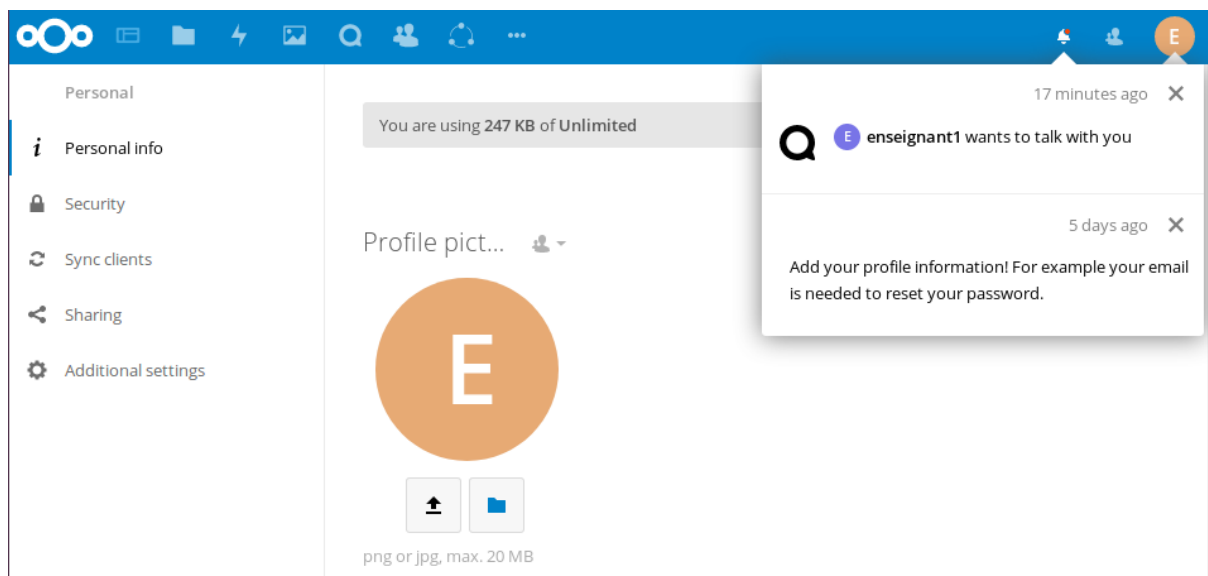 E
Personal
Personal info
Security
Sync clients
Sharing
Additional settings
You are using 247 KB of Unlimited
Profile pict...
E
png or jpg, max. 20 MB
17 minutes ago
E enseignant1 wants to talk with you
5 days ago
Add your profile information! For example your email
is needed to reset your password.